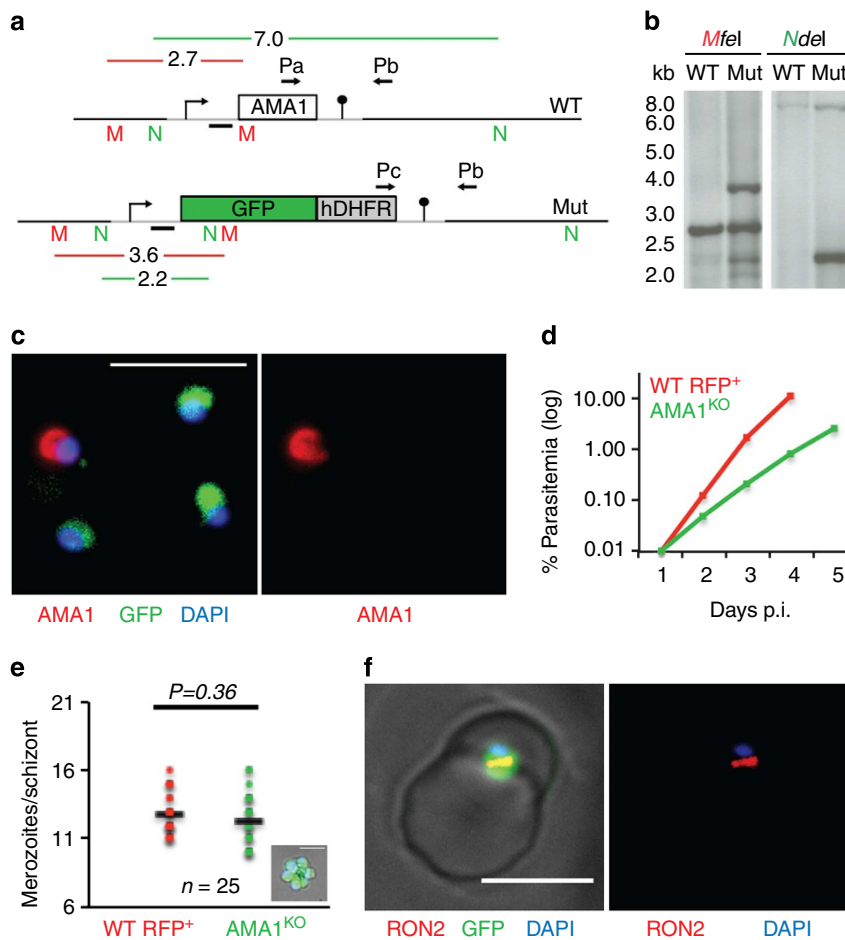 a
7.0
2.7
Pa
Pb
AMA1
WT
M
N
M
N
Pc
Pb
GFP
hDHFR
Mut
M
N
N
M
N
3.6
2.2
b
MfeI
NdeI
kb
WT
Mut
WT
Mut
8.0
6.0
5.0
4.0
3.0
2.5
2.0
c
AMA1
GFP
DAPI
AMA1
d
% Parasitemia (log)
10.00
1.00
0.10
0.01
WT RFP+
AMA1KO
1
2
3
4
5
Days p.i.
e
Merozoites/schizont
21
16
11
6
P=0.36
n = 25
WT RFP+
AMA1KO
f
RON2
GFP
DAPI
RON2
DAPI